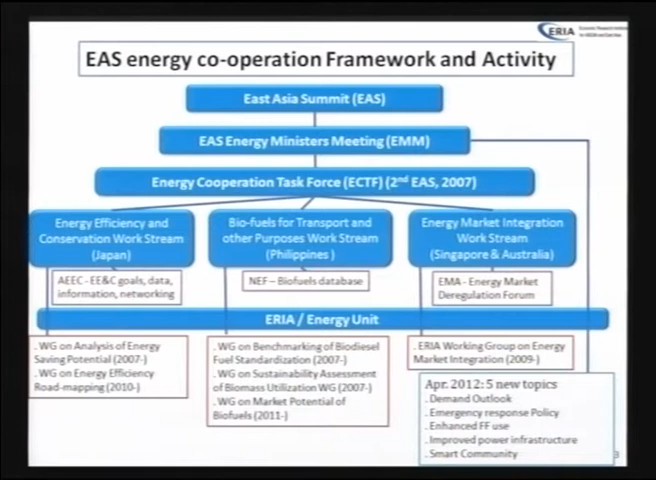 ERIA
EAS energy co-operation Framework and Activity
East Asia Summit (EAS)
EAS Energy Ministers Meeting (EMM)
Energy Cooperation Task Force (ECTF) (2nd EAS, 2007)
Energy Efficiency and
Conservation Work Stream
(Japan)
Bio-fuels for Transport and
other Purposes Work Stream
(Philippines )
Energy Market Integration
Work Stream
(Singapore & Australia)
AEEC - EE&C goals, data,
information, networking
NEF – Biofuels database
EMA - Energy Market
Deregulation Forum
ERIA / Energy Unit
. WG on Analysis of Energy
Saving Potential (2007-)
. WG on Energy Efficiency
Road-mapping (2010-)
. WG on Benchmarking of Biodiesel
Fuel Standardization (2007-)
. WG on Sustainability Assessment
of Biomass Utilization WG (2007-)
. WG on Market Potential of
Biofuels (2011-)
. ERIA Working Group on Energy
Market Integration (2009-)
Apr. 2012: 5 new topics
- Demand Outlook
- Emergency response Policy
- Enhanced FF use
- Improved power infrastructure
- Smart Community
3